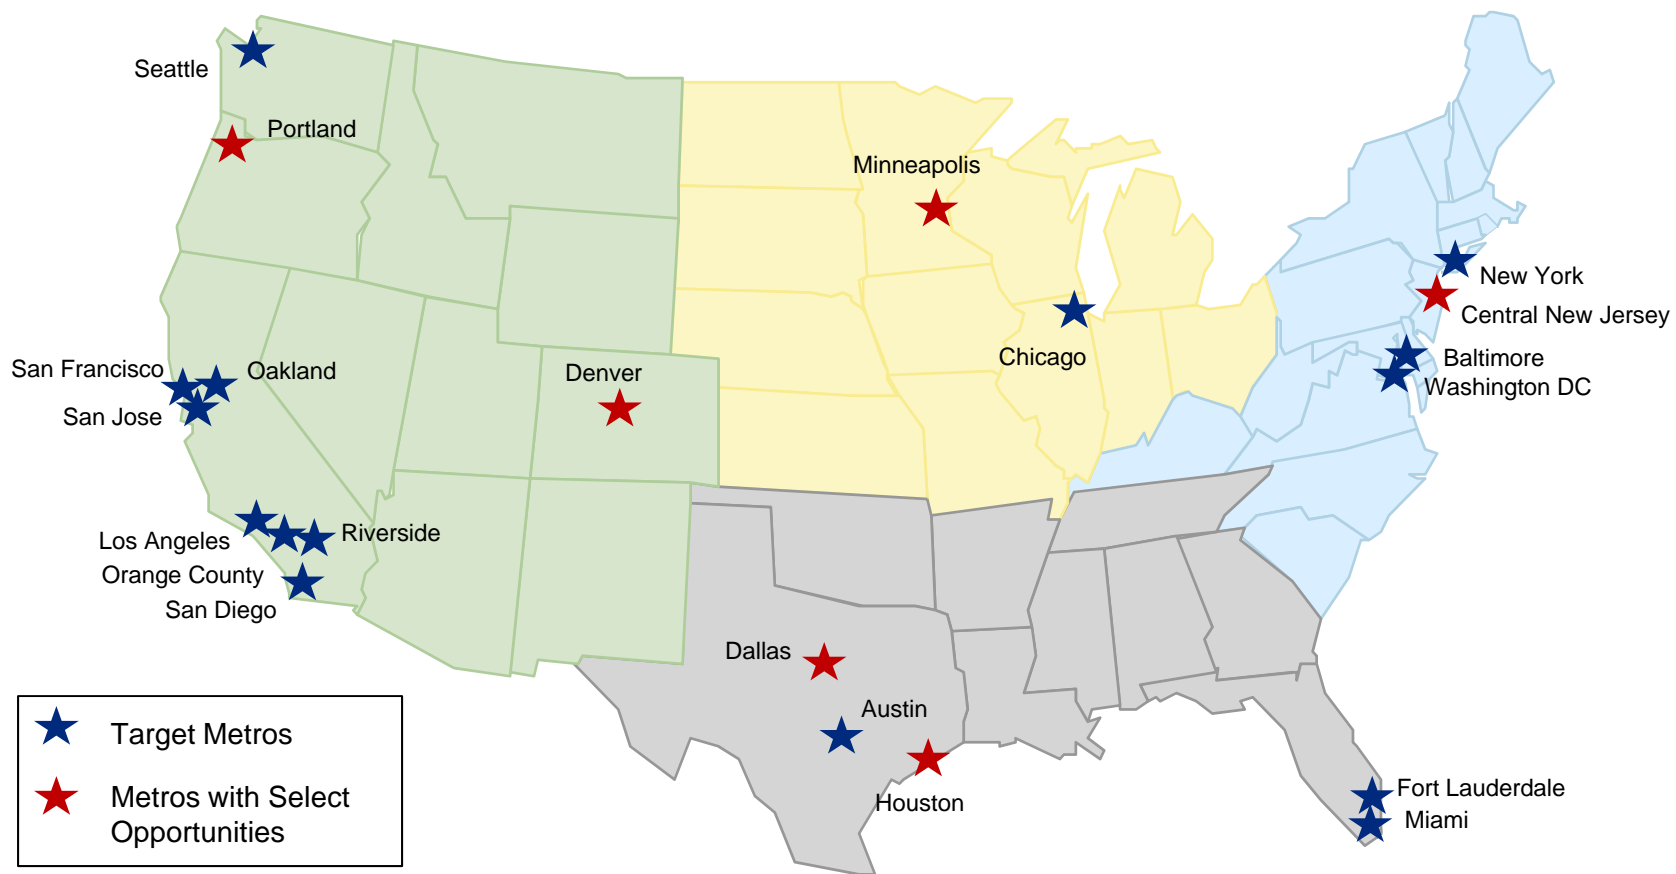 Seattle
Portland
Minneapolis
New York
Central New Jersey
Chicago
Baltimore
Washington DC
San Francisco
Oakland
Denver
San Jose
Riverside
Los Angeles
Orange County
San Diego
Dallas
Austin
Houston
Fort Lauderdale
Miami
Target Metros
Metros with Select
Opportunities